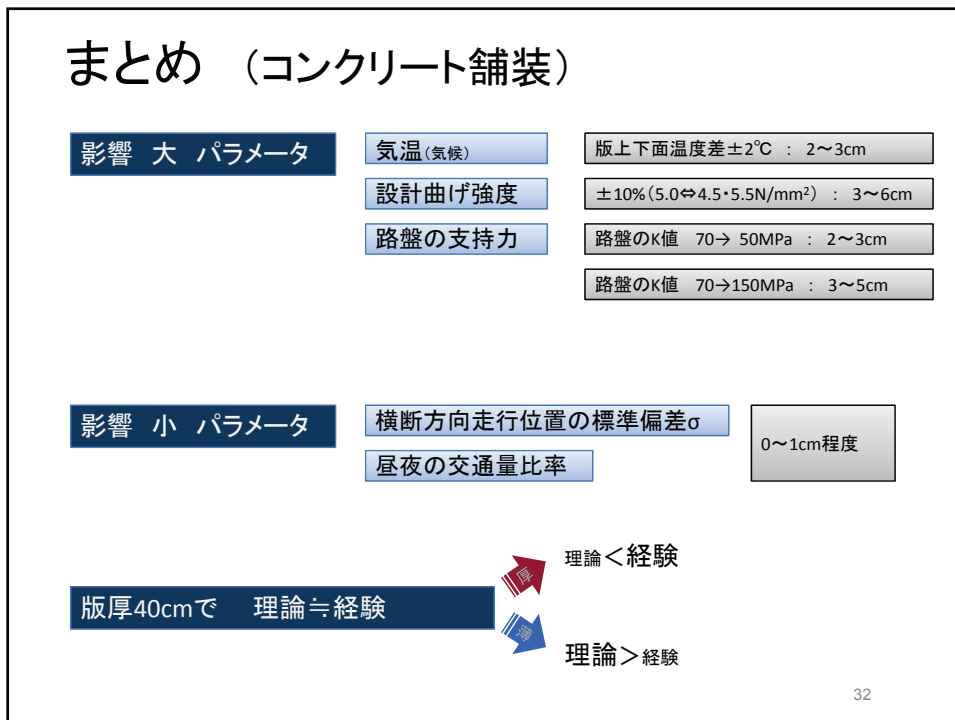 まとめ （コンクリート舗装）
影響 大 パラメータ
気温(気候)
版上下面温度差±2℃ ： 2～3cm
設計曲げ強度
±10%（5.0⇔4.5・5.5N/mm²） ： 3～6cm
路盤の支持力
路盤のK値 70→ 50MPa ： 2～3cm
路盤のK値 70→150MPa ： 3～5cm
影響 小 パラメータ
横断方向走行位置の標準偏差σ
昼夜の交通量比率
0～1cm程度
版厚40cmで 理論≒経験
厚
理論＜経験
薄
理論＞経験
32